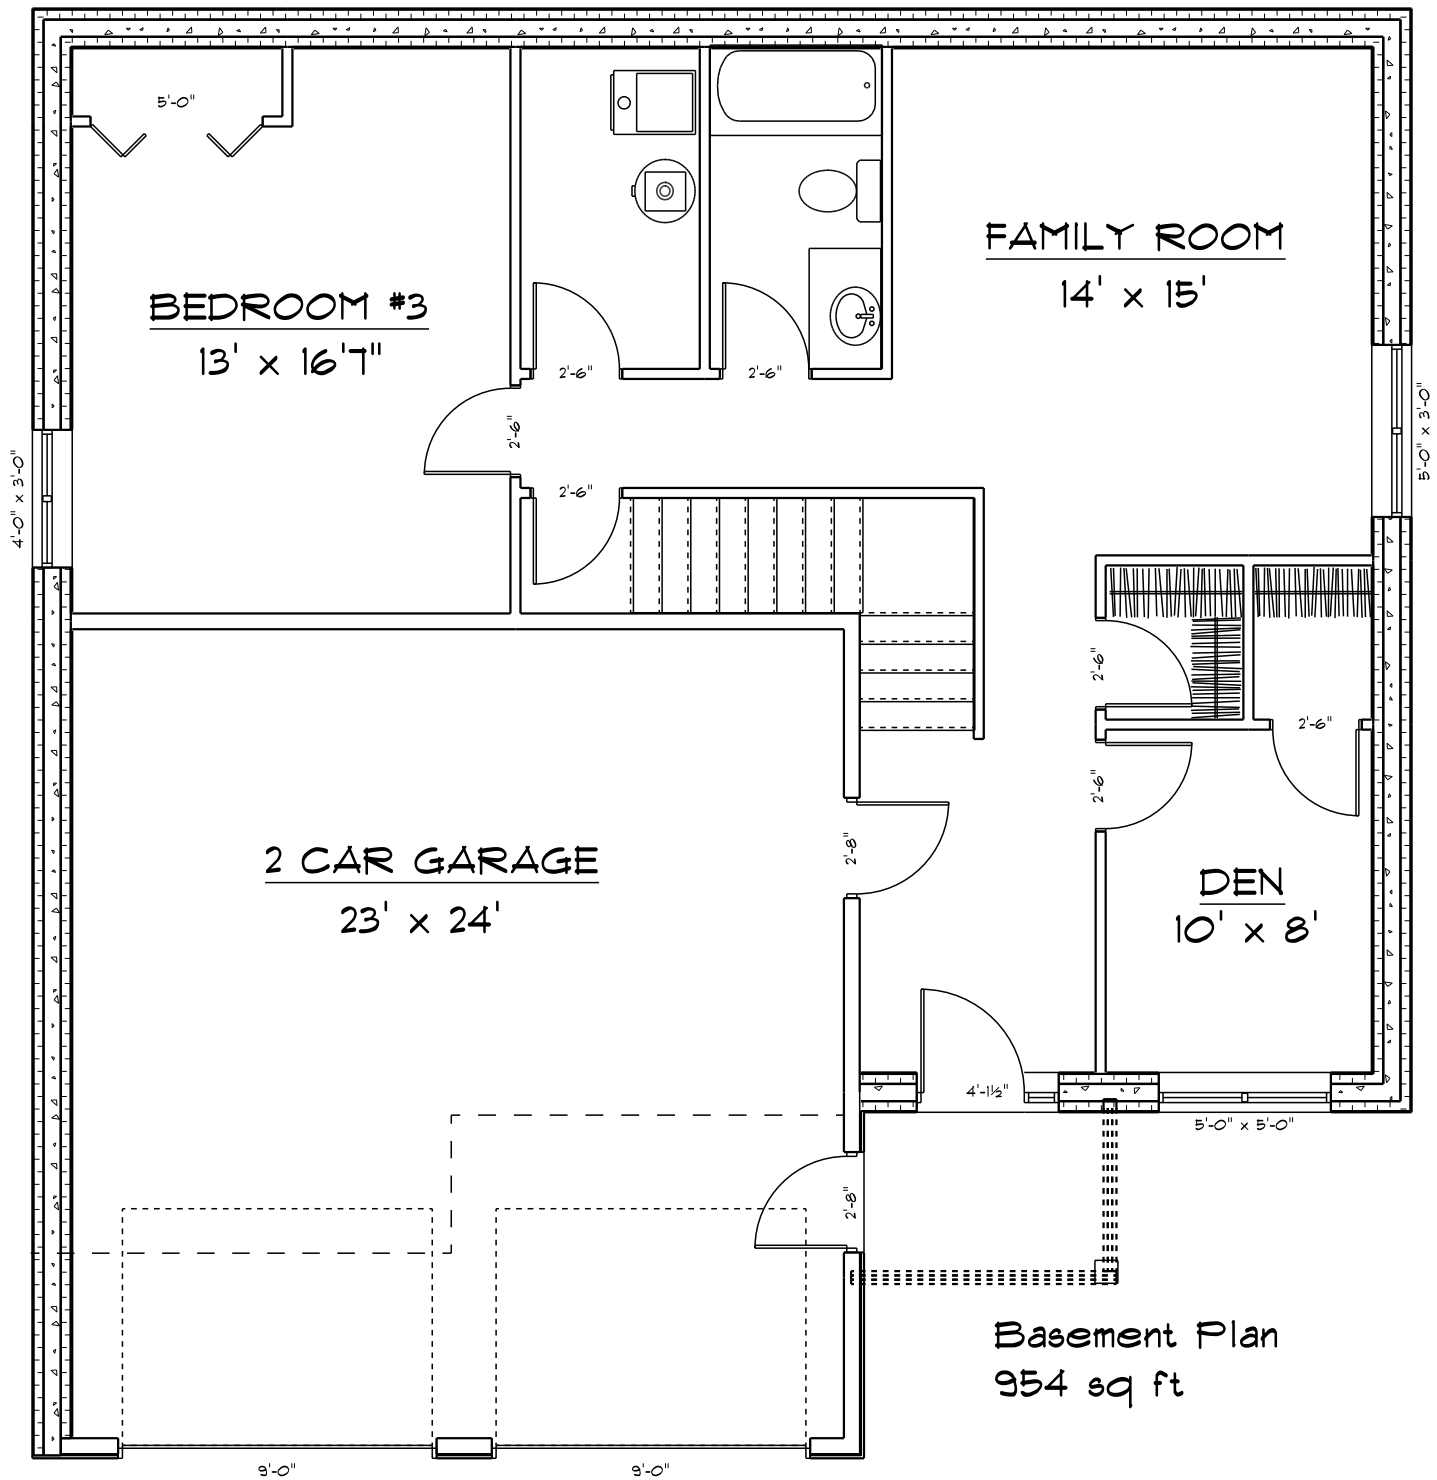 5'-0"
FAMILY ROOM
14' x 15'
BEDROOM #3
13' x 16'7"
2'-6"
2'-6"
2'-6"
5'-0" x 3'-0"
4'-0" x 3'-0"
2'-6"
2'-6"
2'-6"
2'-6"
2 CAR GARAGE
23' x 24'
2'-8"
DEN
10' x 8'
4'-1½"
5'-0" x 5'-0"
2'-8"
Basement Plan
954 sq ft
9'-0"
9'-0"